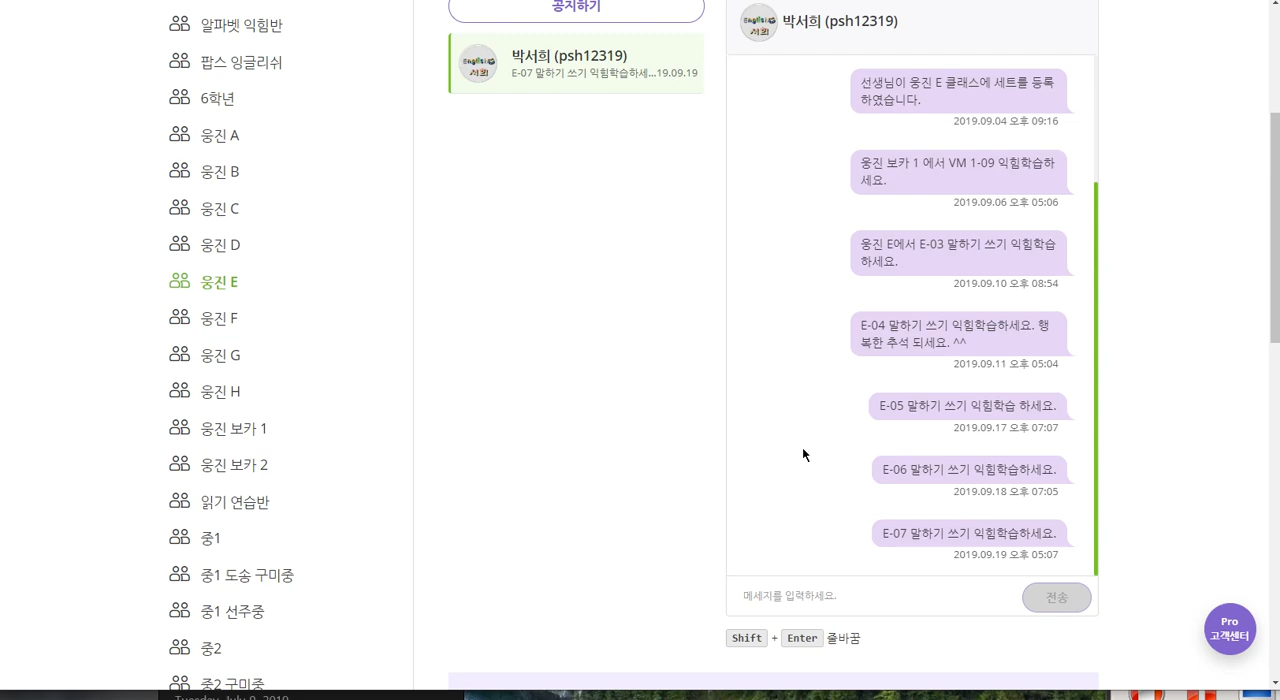 알파벳 익힘반
팝스 잉글리쉬
6학년
웅진 A
웅진 B
웅진 C
웅진 D
웅진 E
웅진 F
웅진 G
웅진 H
웅진 보카 1
웅진 보카 2
읽기 연습반
중1
중1 도송 구미중
중1 선주중
중2
중2 구미중
공지하기
English
서희
박서희 (psh12319)
E-07 말하기 쓰기 익힘학습하세...19.09.19
English
서희
박서희 (psh12319)
선생님이 웅진 E 클래스에 세트를 등록
하였습니다.
2019.09.04 오후 09:16
웅진 보카 1 에서 VM 1-09 익힘학습하
세요.
2019.09.06 오후 05:06
웅진 E에서 E-03 말하기 쓰기 익힘학습
하세요.
2019.09.10 오후 08:54
E-04 말하기 쓰기 익힘학습하세요. 행
복한 추석 되세요. ^^
2019.09.11 오후 05:04
E-05 말하기 쓰기 익힘학습 하세요.
2019.09.17 오후 07:07
E-06 말하기 쓰기 익힘학습하세요.
2019.09.18 오후 07:05
E-07 말하기 쓰기 익힘학습하세요.
2019.09.19 오후 05:07
메세지를 입력하세요.
전송
Shift + Enter 줄바꿈
Pro
고객센터
Tuesday, July 9, 2019